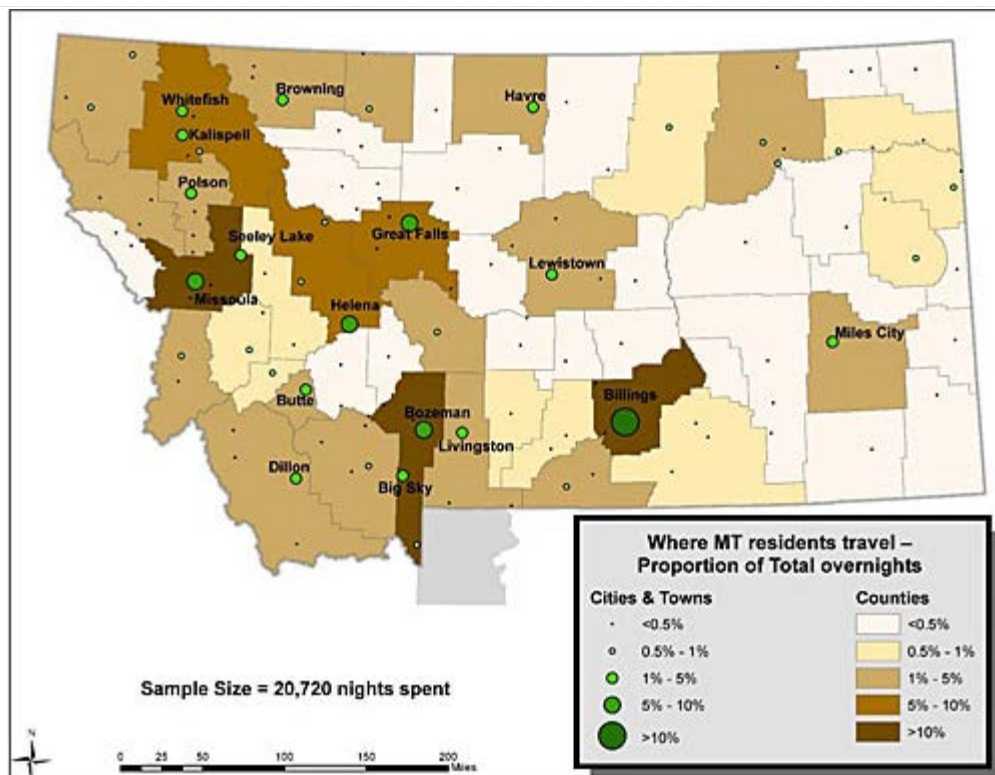 Browning
Havre
Whitefish
Kalispell
Polson
Seeley Lake
Great Falls
Lewistown
Missoula
Helena
Miles City
Butte
Bozeman
Billings
Livingston
Dillon
Big Sky
Where MT residents travel –
Proportion of Total overnights
Cities & Towns
<0.5%
0.5% - 1%
1% - 5%
5% - 10%
>10%
Counties
<0.5%
0.5% - 1%
1% - 5%
5% - 10%
>10%
Sample Size = 20,720 nights spent
N
0 25 50 100 150 200
Miles